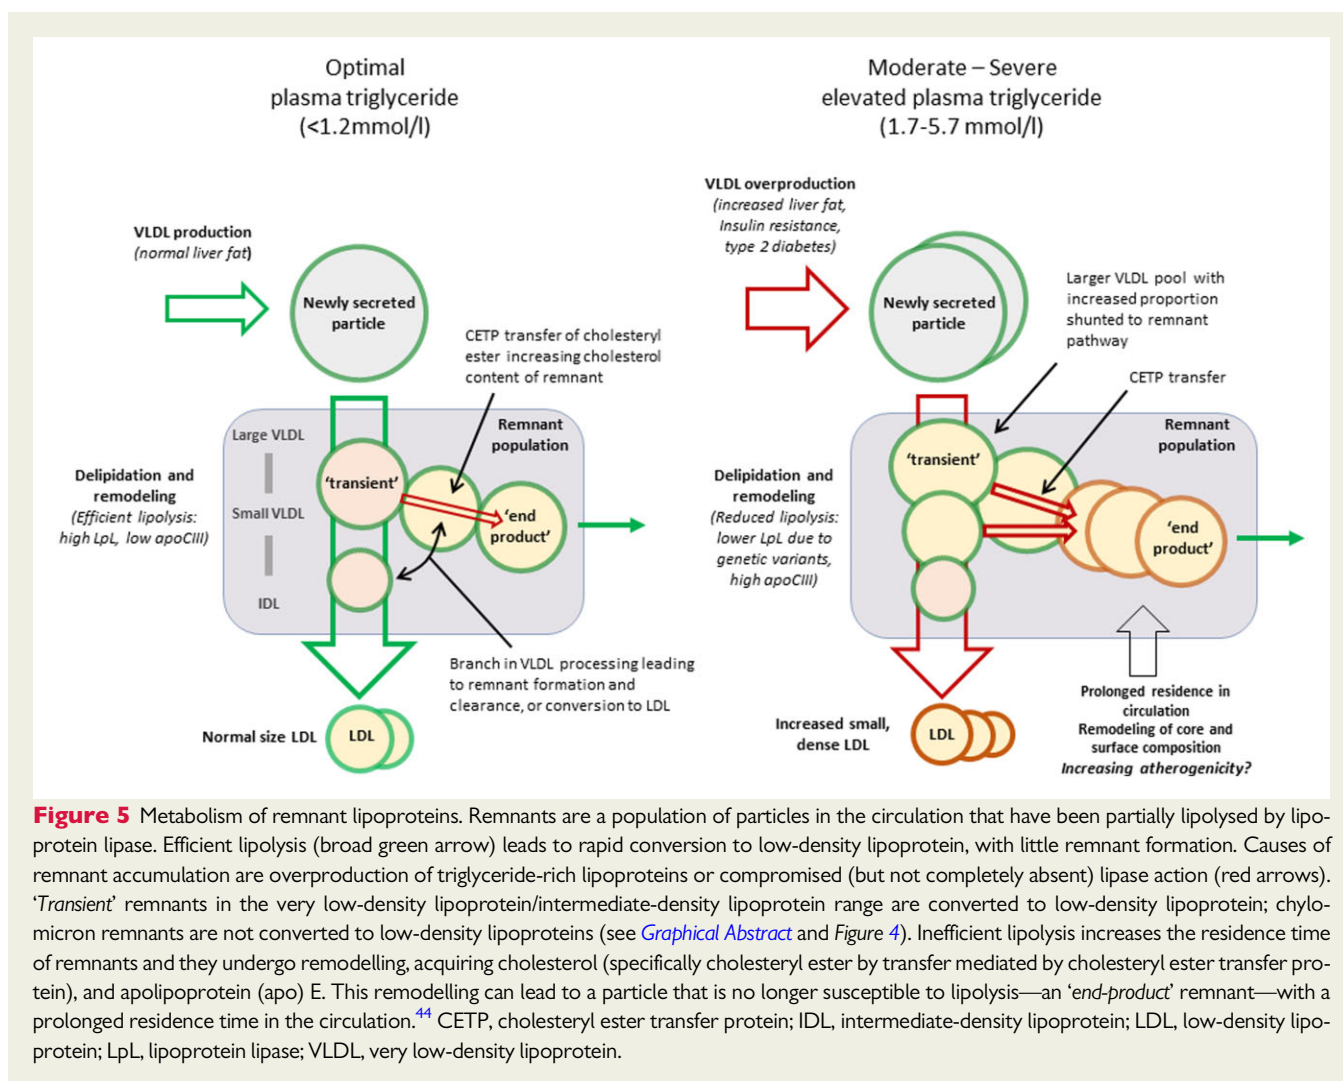 Optimal
plasma triglyceride
(<1.2mmol/l)
VLDL production
(normal liver fat)
Newly secreted
particle
CETP transfer of cholesteryl
ester increasing cholesterol
content of remnant
Large VLDL
Small VLDL
IDL
Remnant
population
'transient'
'end
product'
Delipidation and
remodeling
(Efficient lipolysis:
high LpL, low apoCIII)
Branch in VLDL processing leading
to remnant formation and
clearance, or conversion to LDL
Normal size LDL
LDL
Moderate – Severe
elevated plasma triglyceride
(1.7-5.7 mmol/l)
VLDL overproduction
(increased liver fat,
Insulin resistance,
type 2 diabetes)
Newly secreted
particle
Larger VLDL pool with
increased proportion
shunted to remnant
pathway
CETP transfer
Remnant
population
'transient'
'end
product'
Delipidation and
remodeling
(Reduced lipolysis:
lower LpL due to
genetic variants,
high apoCIII)
Increased small,
dense LDL
LDL
Prolonged residence in
circulation
Remodeling of core and
surface composition
Increasing atherogenicity?
Figure 5 Metabolism of remnant lipoproteins. Remnants are a population of particles in the circulation that have been partially lipolysed by lipo-
protein lipase. Efficient lipolysis (broad green arrow) leads to rapid conversion to low-density lipoprotein, with little remnant formation. Causes of
remnant accumulation are overproduction of triglyceride-rich lipoproteins or compromised (but not completely absent) lipase action (red arrows).
'Transient' remnants in the very low-density lipoprotein/intermediate-density lipoprotein range are converted to low-density lipoprotein; chylo-
micron remnants are not converted to low-density lipoproteins (see Graphical Abstract and Figure 4). Inefficient lipolysis increases the residence time
of remnants and they undergo remodelling, acquiring cholesterol (specifically cholesteryl ester by transfer mediated by cholesteryl ester transfer pro-
tein), and apolipoprotein (apo) E. This remodelling can lead to a particle that is no longer susceptible to lipolysis—an 'end-product' remnant—with a
prolonged residence time in the circulation.44 CETP, cholesteryl ester transfer protein; IDL, intermediate-density lipoprotein; LDL, low-density lipo-
protein; LpL, lipoprotein lipase; VLDL, very low-density lipoprotein.